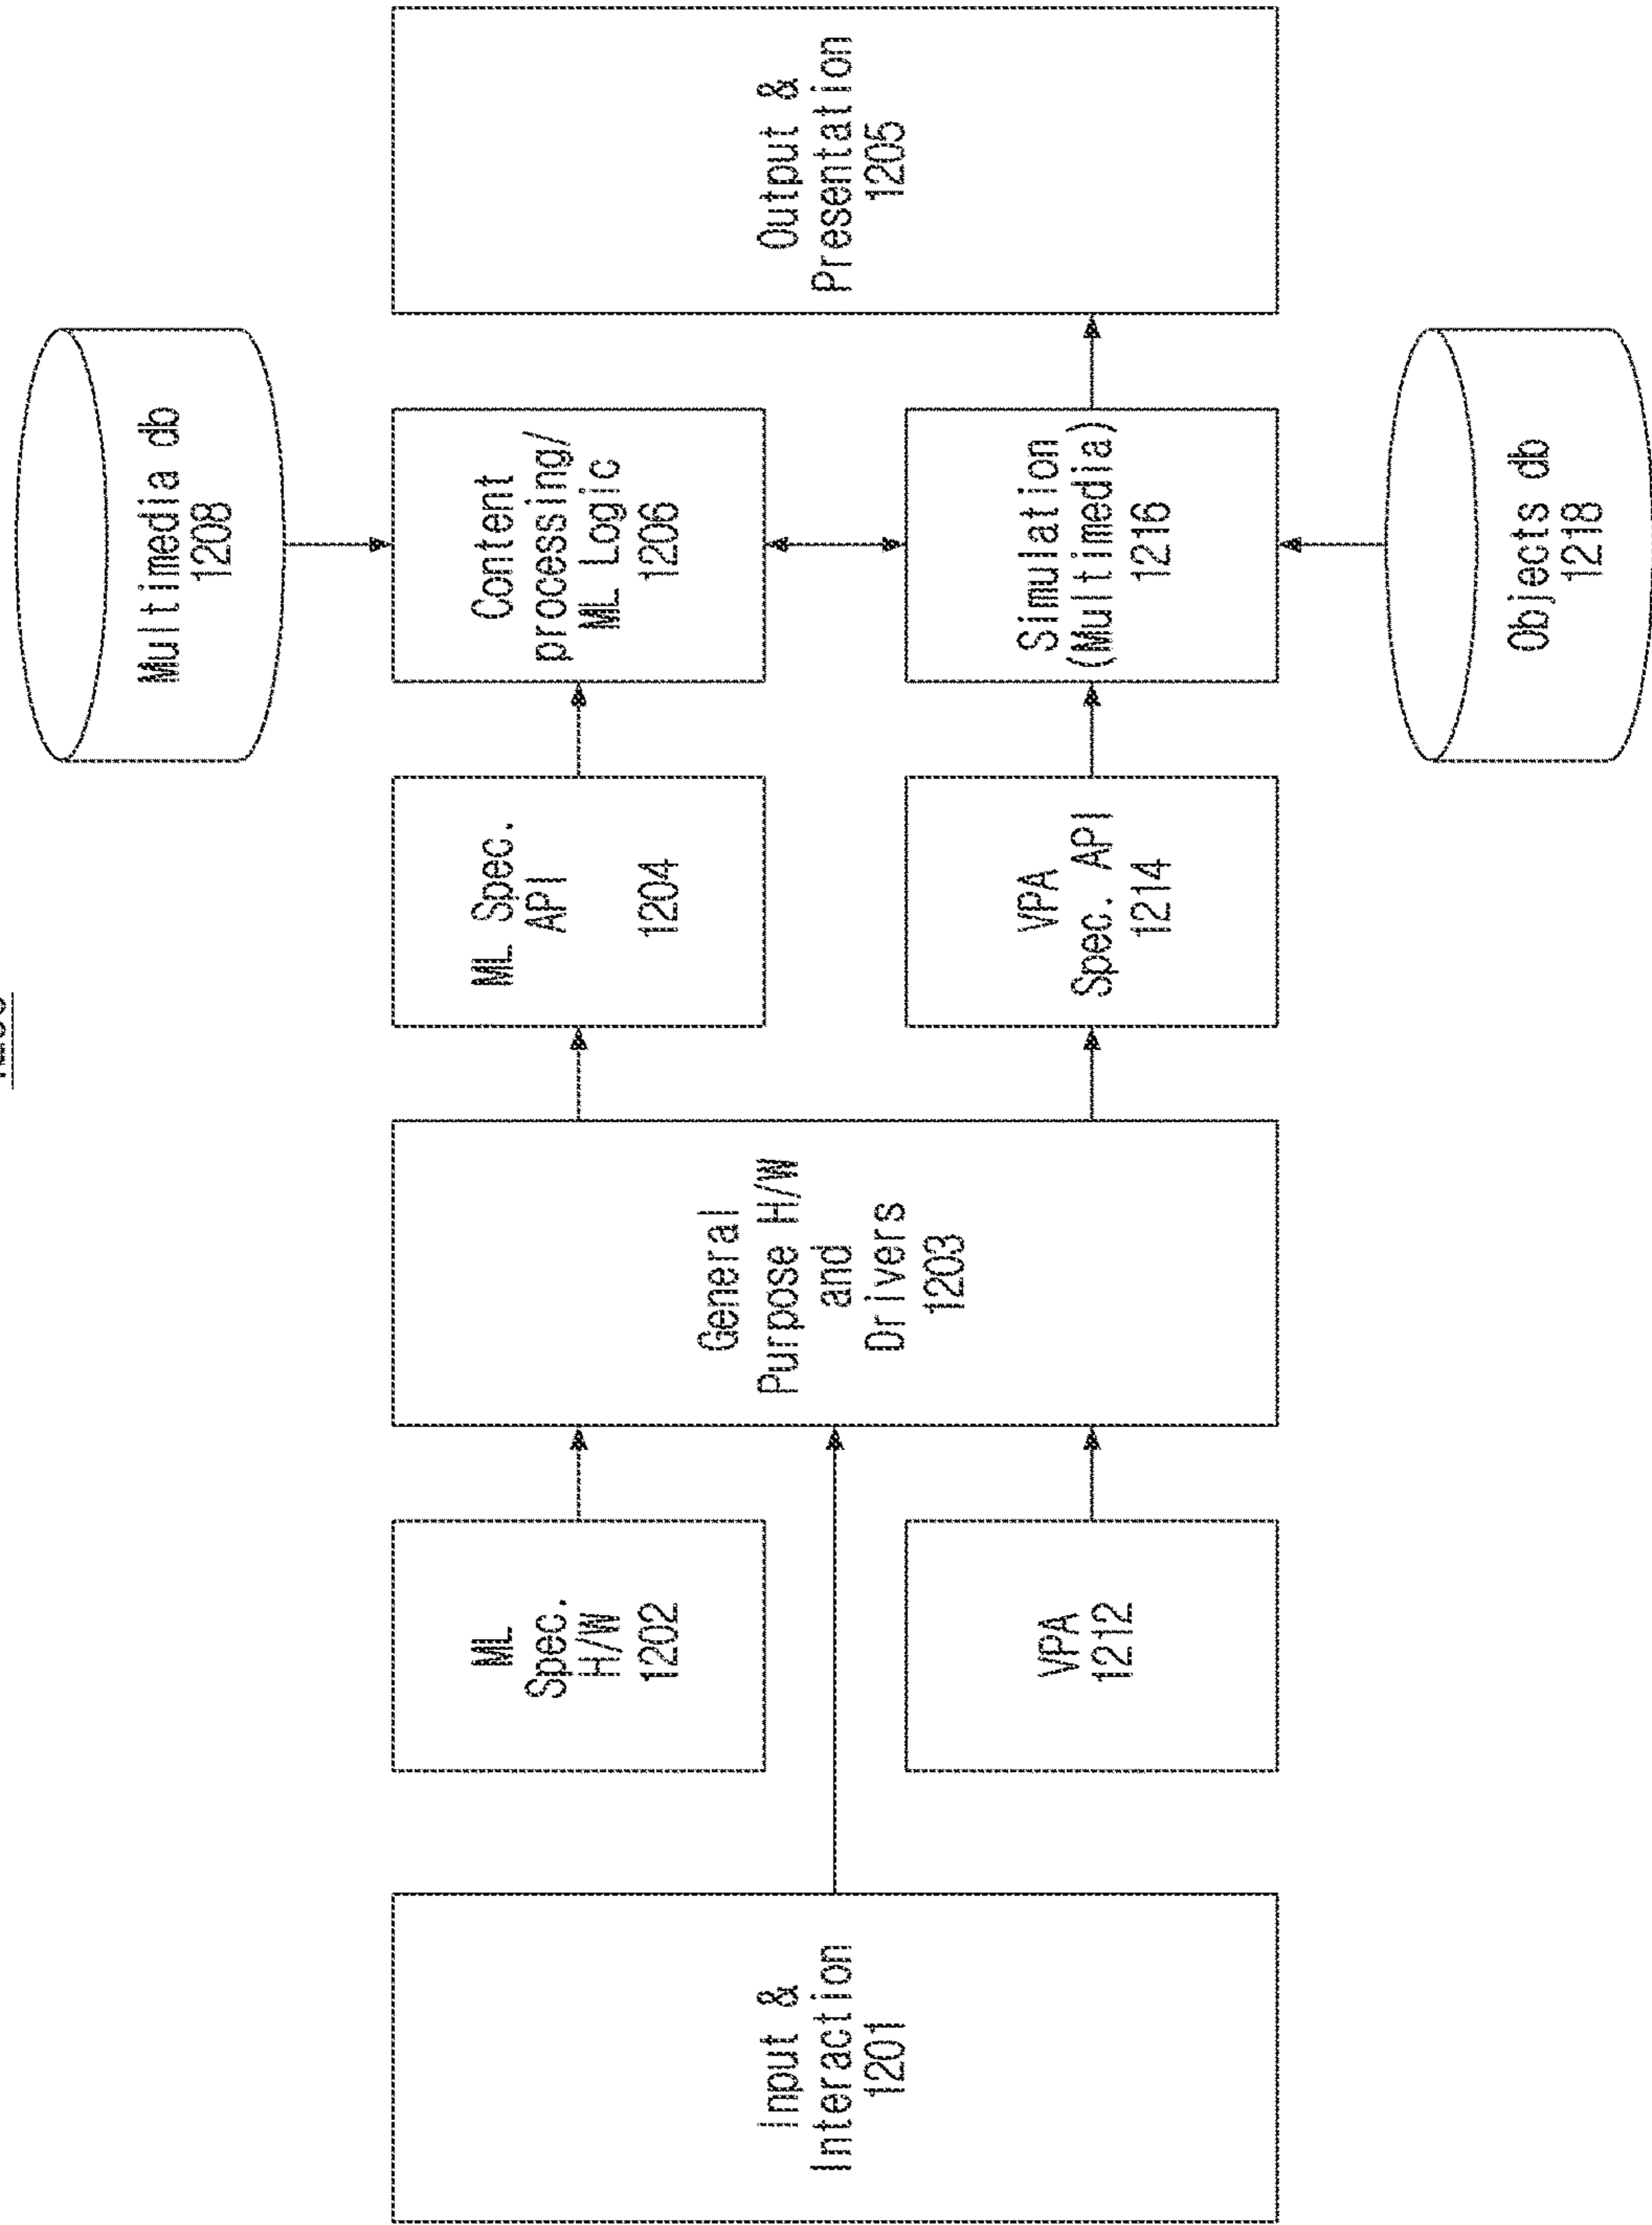 Input &
Interaction
1201
ML
Spec.
H/W
1202
VPA
1212
General
Purpose H/W
and
Drivers
1203
ML Spec.
API
1204
VPA
Spec. API
1214
Multimedia db
1208
Content
processing/
ML Logic
1206
Simulation
(Multimedia)
1216
Objects db
1218
Output &
Presentation
1205